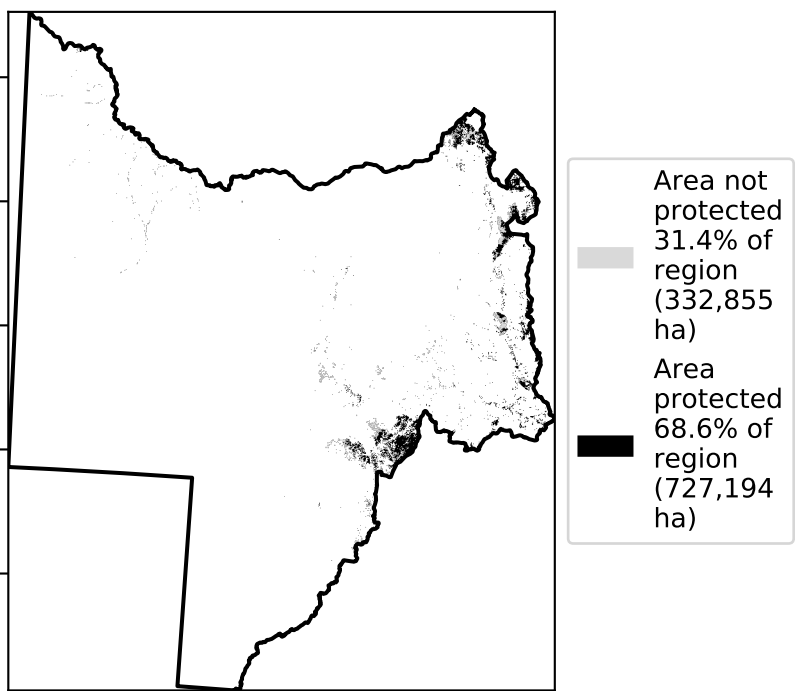 Area not
protected
31.4% of
region
(332,855
ha)
Area
protected
68.6% of
region
(727,194
ha)